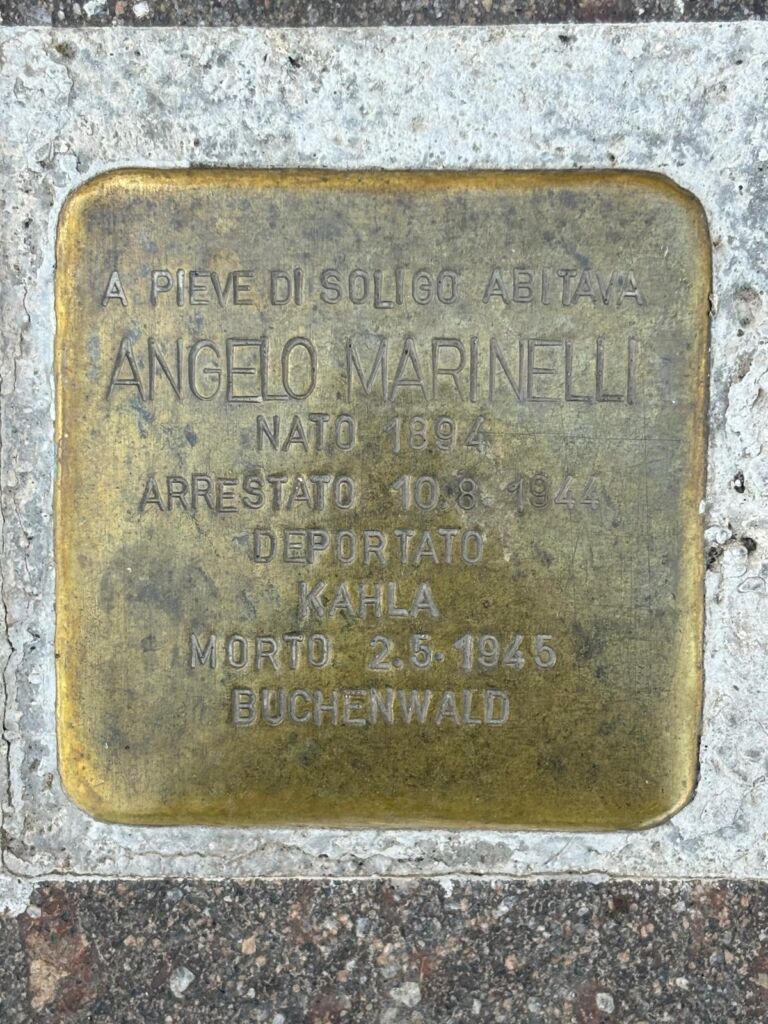 A PIEVE DI SOLIGO ABITAVA
ANGELO MARINELLI
NATO 1894
ARRESTATO 10.8.1944
DEPORTATO
KAHLA
MORTO 2.5.1945
BUCHENWALD